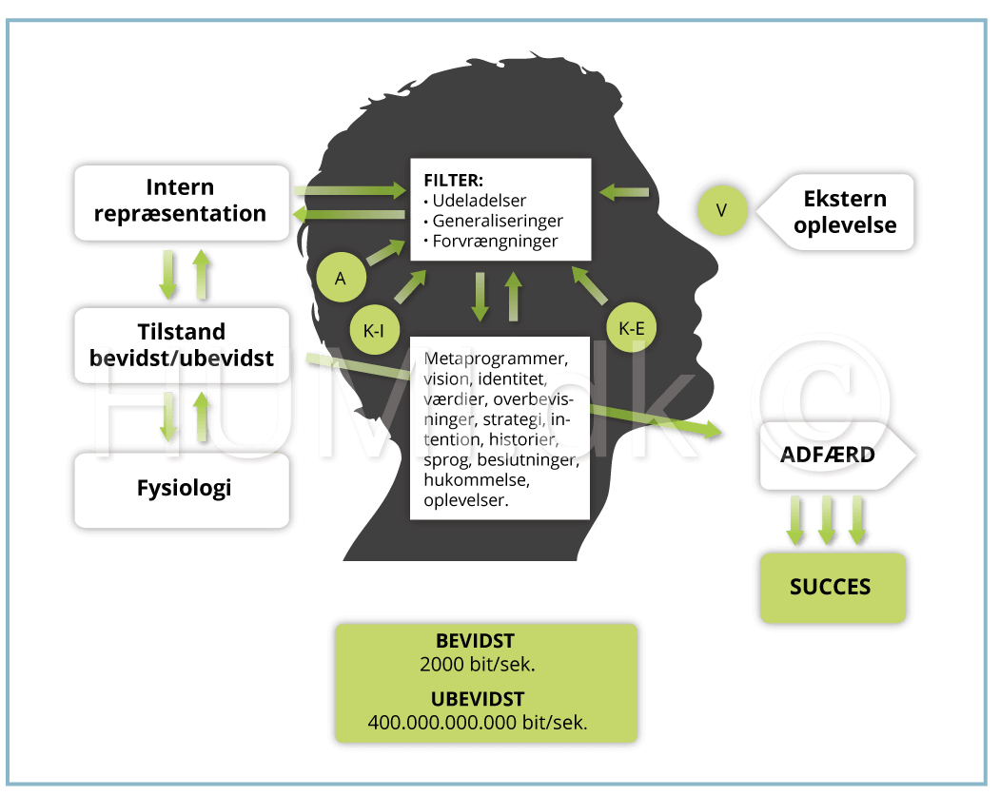 Intern
repræsentation
FILTER:
• Udeladelser
• Generaliseringer
• Forvrængninger
V
Ekstern
oplevelse
A
K-I
K-E
Tilstand
bevidst/ubevidst
Metaprogrammer,
vision, identitet,
værdier, overbevis-
ninger, strategi, in-
tention, historier,
sprog, beslutninger,
hukommelse,
oplevelser.
HUMI.dk ©
Fysiologi
ADFÆRD
SUCCES
BEVIDST
2000 bit/sek.
UBEVIDST
400.000.000.000 bit/sek.